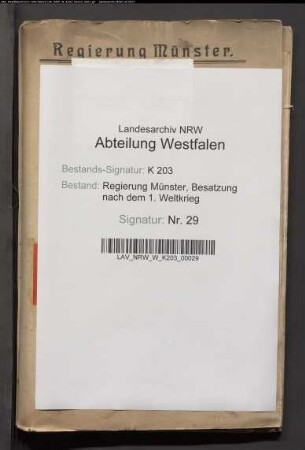 Regierung Münster.
Landesarchiv NRW
Abteilung Westfalen
Bestands-Signatur: K 203
Bestand: Regierung Münster, Besatzung
nach dem 1. Weltkrieg
Signatur: Nr. 29
LAV_NRW_W_K203_00029